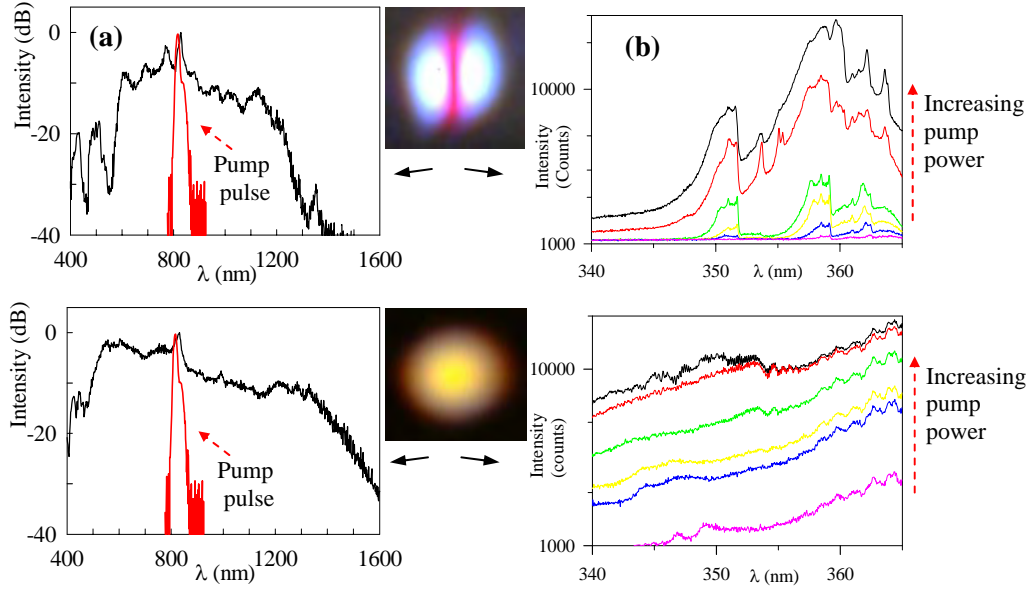 (a)
Intensity (dB)
0
-20
-40
Pump
pulse
400
800
1200
1600
λ (nm)
(b)
Intensity
(Counts)
10000
1000
340
350
360
λ (nm)
Increasing
pump
power
Intensity (dB)
0
-20
-40
Pump
pulse
400
800
1200
1600
λ (nm)
Intensity
(counts)
10000
1000
340
350
360
λ (nm)
Increasing
pump
power